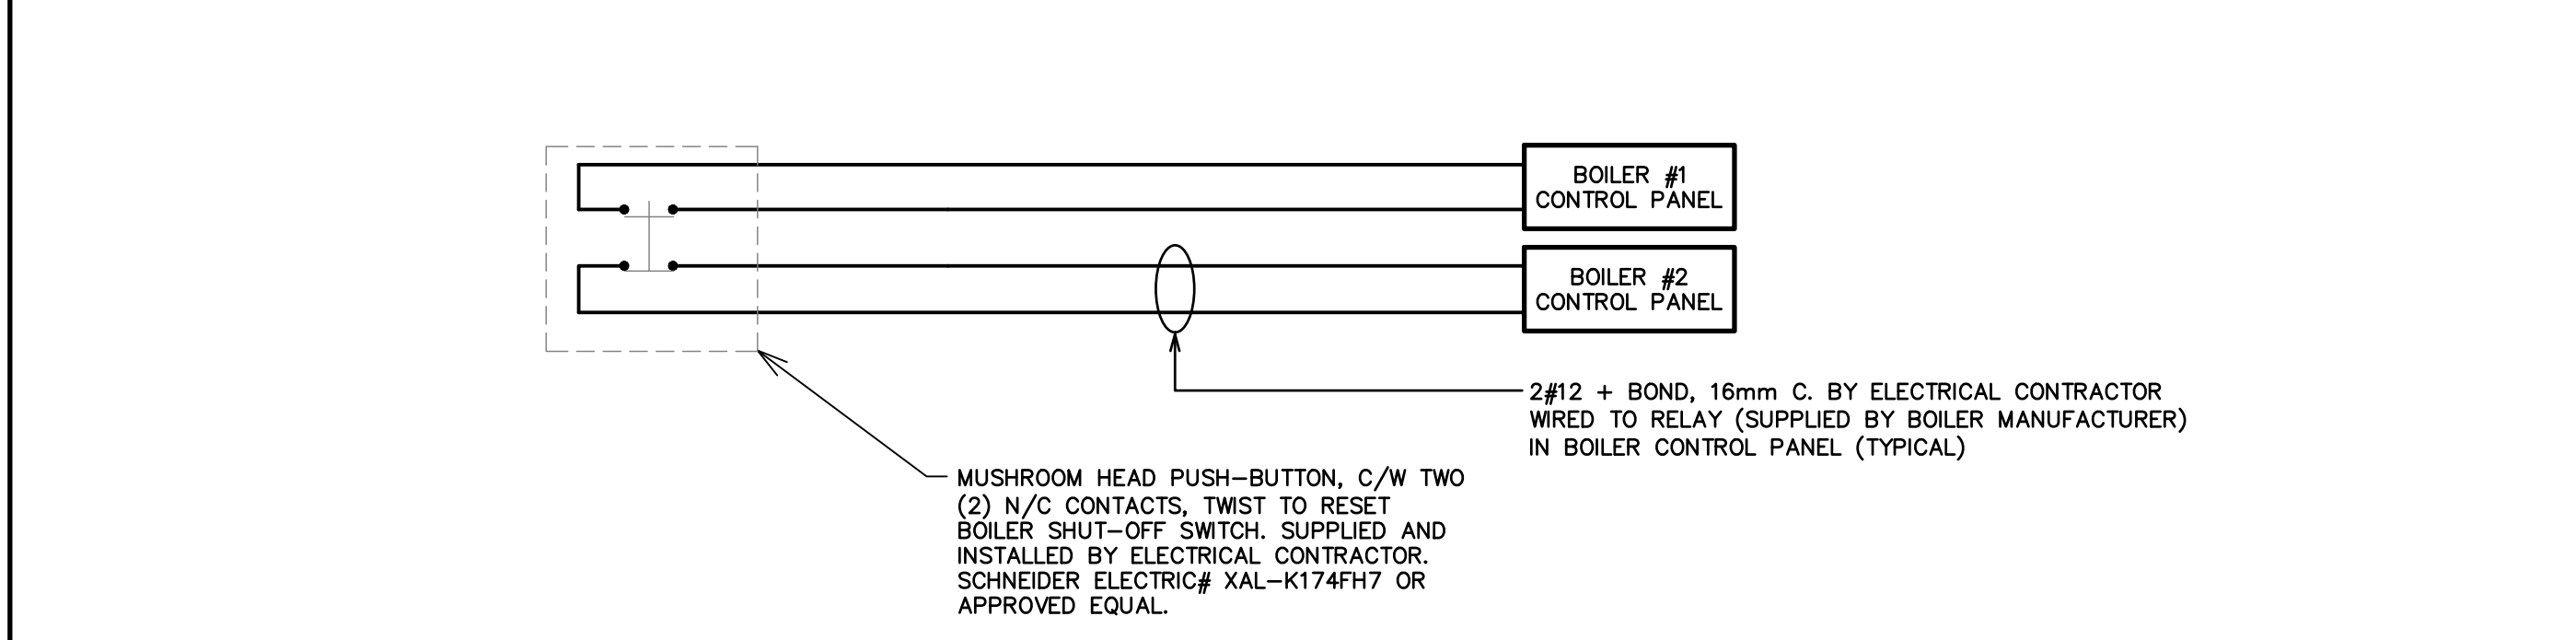 BOILER #1
CONTROL PANEL
BOILER #2
CONTROL PANEL
2#12 + BOND, 16mm C. BY ELECTRICAL CONTRACTOR
WIRED TO RELAY (SUPPLIED BY BOILER MANUFACTURER)
IN BOILER CONTROL PANEL (TYPICAL)
MUSHROOM HEAD PUSH-BUTTON, C/W TWO
(2) N/C CONTACTS, TWIST TO RESET
BOILER SHUT-OFF SWITCH. SUPPLIED AND
INSTALLED BY ELECTRICAL CONTRACTOR.
SCHNEIDER ELECTRIC# XAL-K174FH7 OR
APPROVED EQUAL.